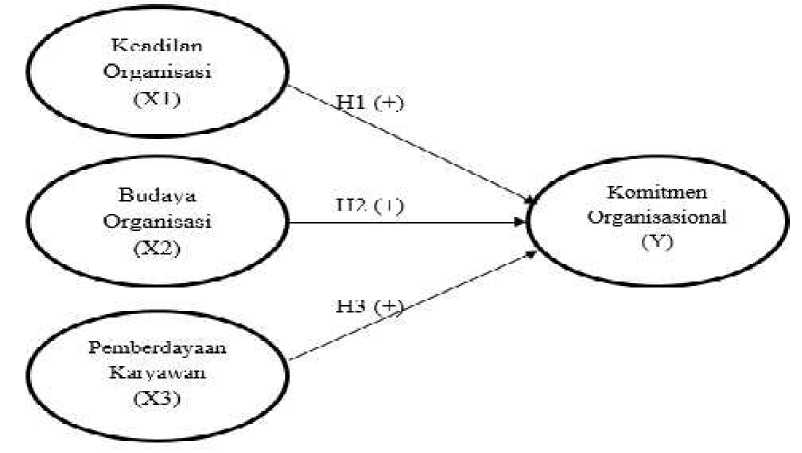 Keadilan
Organisasi
(X1)
H1 (+)
Budaya
Organisasi
(X2)
H2 (+)
Komitmen
Organisasional
(Y)
H3 (+)
Pemberdayaan
Karyawan
(X3)